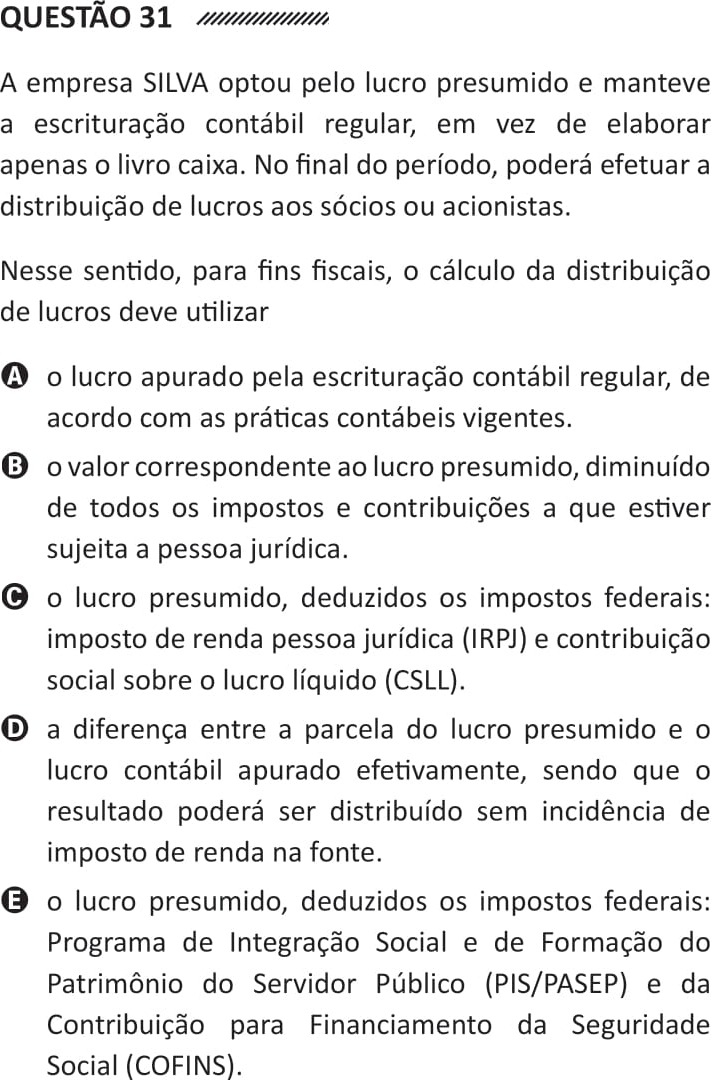 QUESTÃO 31
A empresa SILVA optou pelo lucro presumido e manteve
a escrituração contábil regular, em vez de elaborar
apenas o livro caixa. No final do período, poderá efetuar a
distribuição de lucros aos sócios ou acionistas.
Nesse sentido, para fins fiscais, o cálculo da distribuição
de lucros deve utilizar
A o lucro apurado pela escrituração contábil regular, de
acordo com as práticas contábeis vigentes.
B o valor correspondente ao lucro presumido, diminuído
de todos os impostos e contribuições a que estiver
sujeita a pessoa jurídica.
C o lucro presumido, deduzidos os impostos federais:
imposto de renda pessoa jurídica (IRPJ) e contribuição
social sobre o lucro líquido (CSLL).
D a diferença entre a parcela do lucro presumido e o
lucro contábil apurado efetivamente, sendo que o
resultado poderá ser distribuído sem incidência de
imposto de renda na fonte.
E o lucro presumido, deduzidos os impostos federais:
Programa de Integração Social e de Formação do
Patrimônio do Servidor Público (PIS/PASEP) e da
Contribuição para Financiamento da Seguridade
Social (COFINS).